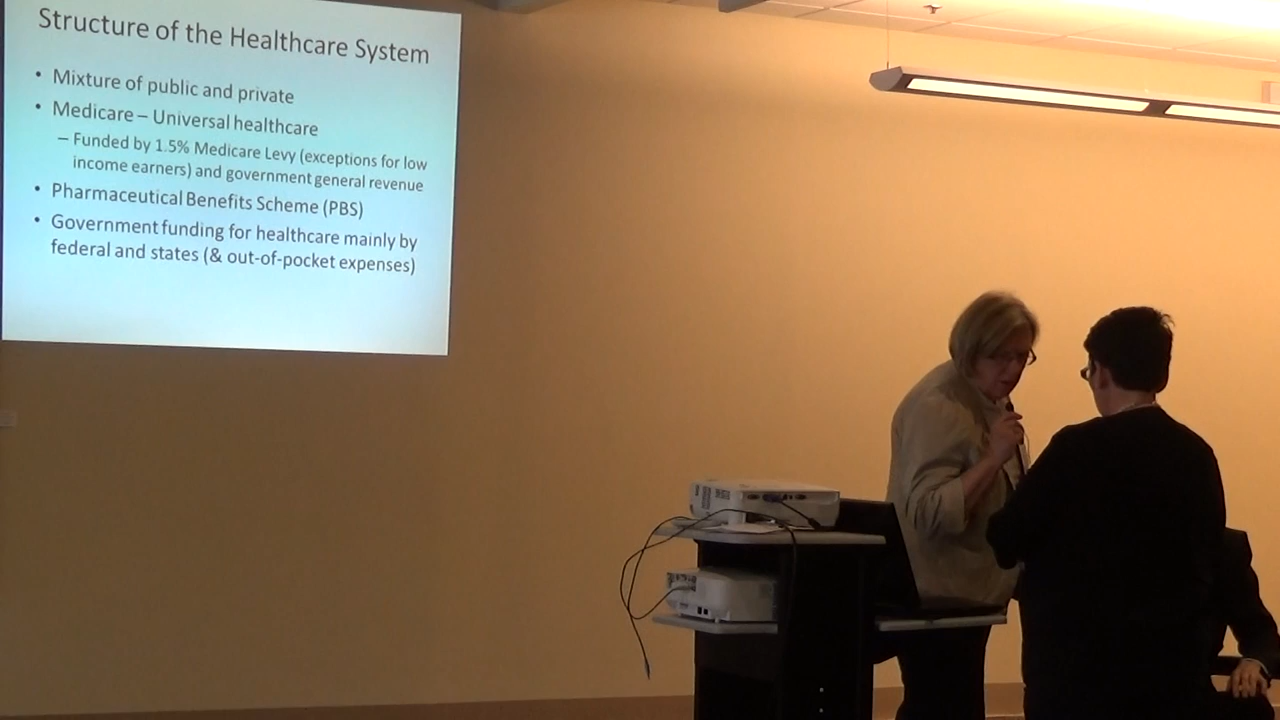 Structure of the Healthcare System
• Mixture of public and private
• Medicare – Universal healthcare
– Funded by 1.5% Medicare Levy (exceptions for low
income earners) and government general revenue
• Pharmaceutical Benefits Scheme (PBS)
• Government funding for healthcare mainly by
federal and states (& out-of-pocket expenses)